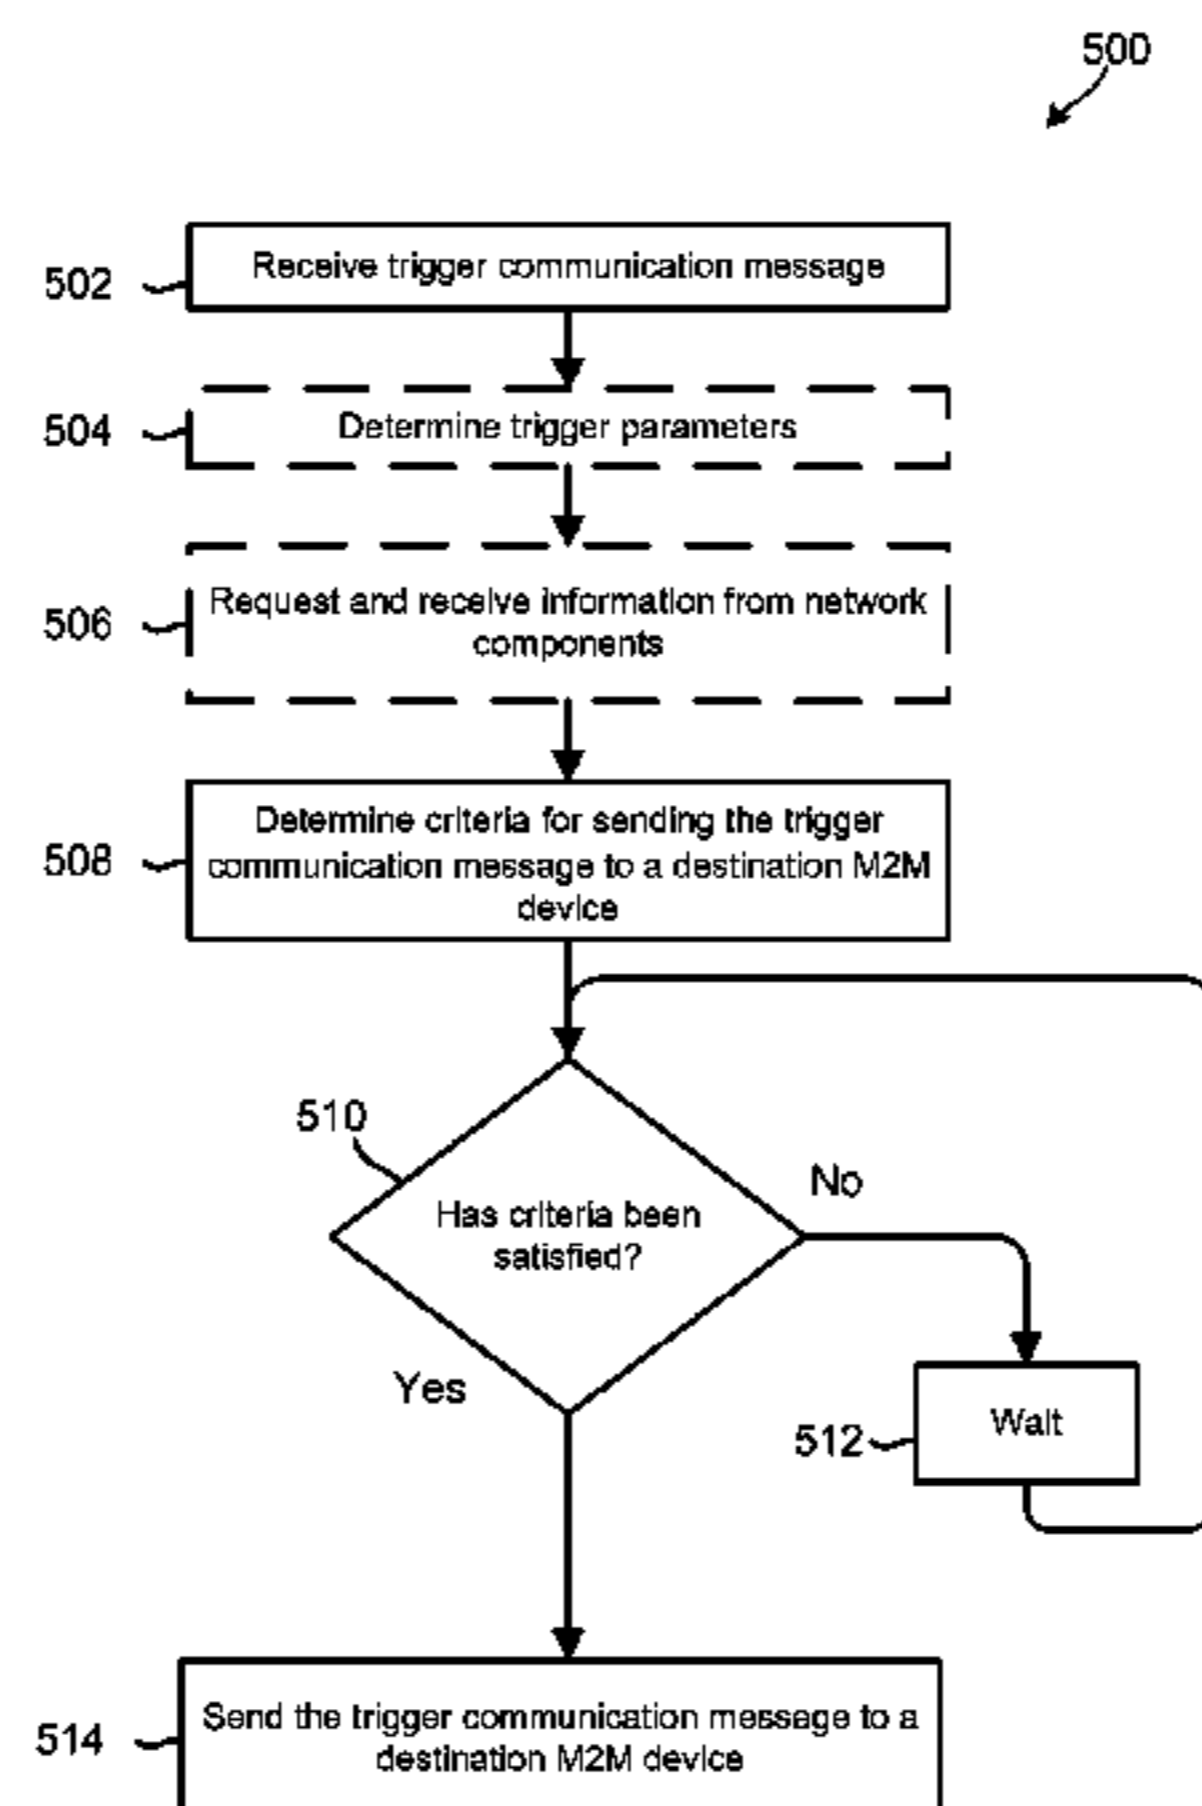 500
502
Receive trigger communication message
504
Determine trigger parameters
506
Request and receive information from network
components
508
Determine criteria for sending the trigger
communication message to a destination M2M
device
510
Has criteria been
satisfied?
No
Yes
512
Wait
514
Send the trigger communication message to a
destination M2M device